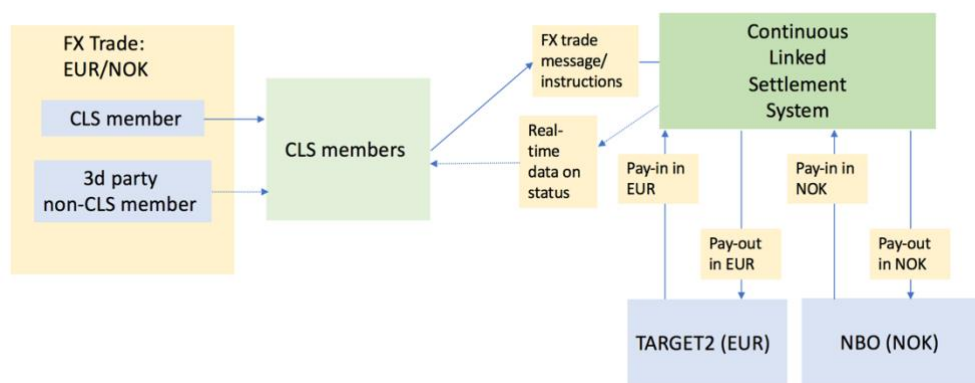 FX Trade:
EUR/NOK
CLS member
3d party
non-CLS member
CLS members
FX trade
message/
instructions
Real-
time
data on
status
Continuous
Linked
Settlement
System
Pay-in in
EUR
Pay-in in
NOK
Pay-out
in EUR
Pay-out
in NOK
TARGET2 (EUR)
NBO (NOK)